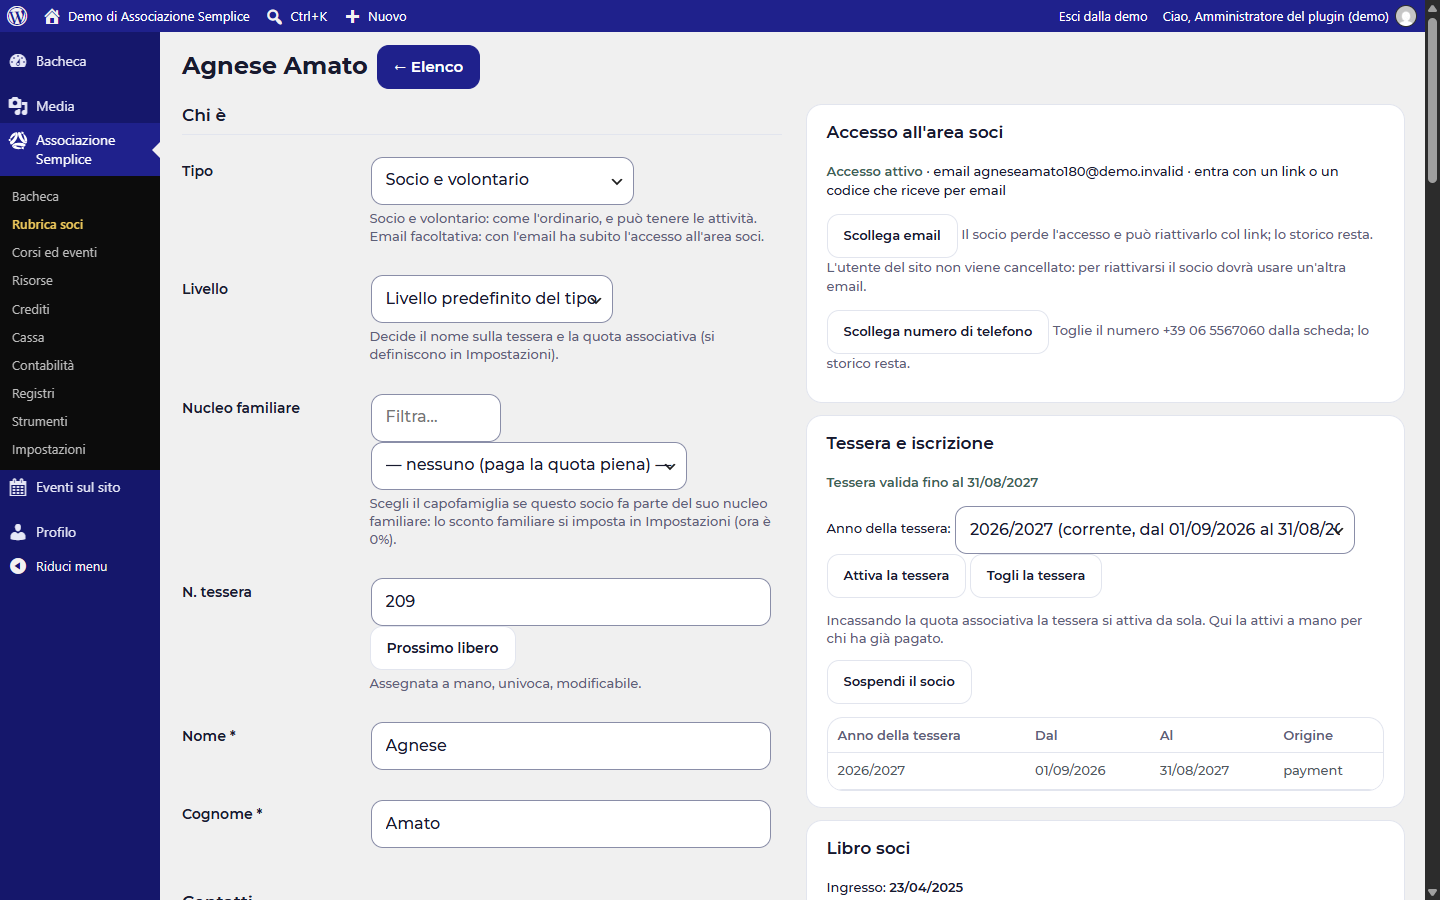 Demo di Associazione Semplice
Ctrl+K
Nuovo
Esci dalla demo
Ciao, Amministratore del plugin (demo)
Bacheca
Media
Associazione
Semplice
Bacheca
Rubrica soci
Corsi ed eventi
Risorse
Crediti
Cassa
Contabilità
Registri
Strumenti
Impostazioni
Eventi sul sito
Profilo
Riduci menu
Agnese Amato
← Elenco
Chi è
Tipo
Socio e volontario
Socio e volontario: come l'ordinario, e può tenere le attività.
Email facoltativa: con l'email ha subito l'accesso all'area soci.
Livello
Livello predefinito del tipo
Decide il nome sulla tessera e la quota associativa (si
definiscono in Impostazioni).
Nucleo familiare
Filtra...
— nessuno (paga la quota piena) —
Scegli il capofamiglia se questo socio fa parte del suo nucleo
familiare: lo sconto familiare si imposta in Impostazioni (ora è
0%).
N. tessera
209
Prossimo libero
Assegnata a mano, univoca, modificabile.
Nome *
Agnese
Cognome *
Amato
Contatti
Accesso all'area soci
Accesso attivo · email agneseamato180@demo.invalid · entra con un link o un
codice che riceve per email
Scollega email
Il socio perde l'accesso e può riattivarlo col link; lo storico resta.
L'utente del sito non viene cancellato: per riattivarsi il socio dovrà usare un'altra
email.
Scollega numero di telefono
Toglie il numero +39 06 5567060 dalla scheda; lo
storico resta.
Tessera e iscrizione
Tessera valida fino al 31/08/2027
Anno della tessera:
2026/2027 (corrente, dal 01/09/2026 al 31/08/2
Attiva la tessera
Togli la tessera
Incassando la quota associativa la tessera si attiva da sola. Qui la attivi a mano per
chi ha già pagato.
Sospendi il socio
Anno della tessera Dal Al Origine
2026/2027 01/09/2026 31/08/2027 payment
Libro soci
Ingresso: 23/04/2025